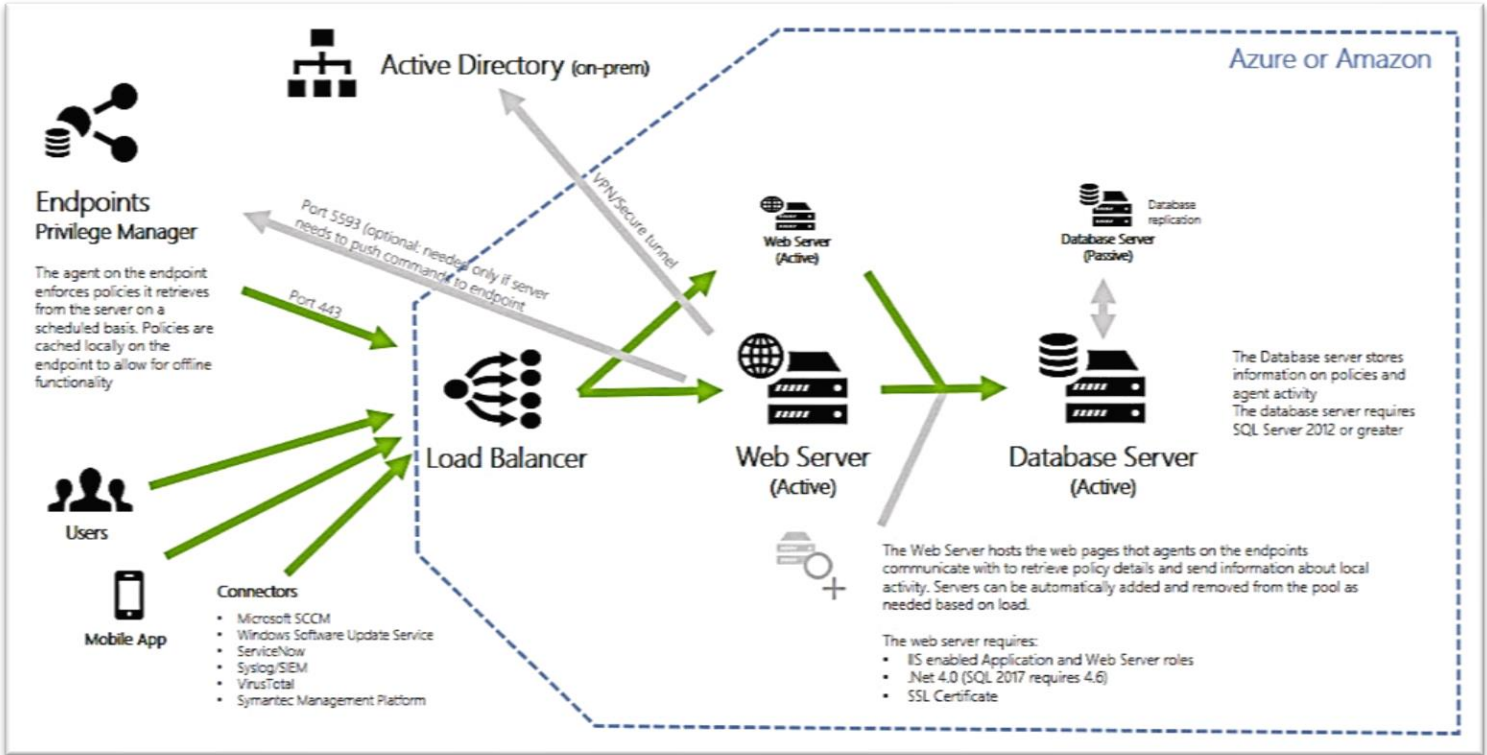 Active Directory (on-prem)
Azure or Amazon
Endpoints
Privilege Manager
The agent on the endpoint
enforces policies it retrieves
from the server on a
scheduled basis. Policies are
cached locally on the
endpoint to allow for offline
functionality
Port 5593 (optional: needed only if server
needs to push commands to endpoint
Port 443
VPN/Secure tunnel
Web Server
(Active)
Database Server
(Passive)
Database
replication
Load Balancer
Web Server
(Active)
Database Server
(Active)
The Database server stores
information on policies and
agent activity
The database server requires
SQL Server 2012 or greater
Users
Mobile App
Connectors
• Microsoft SCCM
• Windows Software Update Service
• ServiceNow
• Syslog/SIEM
• VirusTotal
• Symantec Management Platform
The Web Server hosts the web pages that agents on the endpoints
communicate with to retrieve policy details and send information about local
activity. Servers can be automatically added and removed from the pool as
needed based on load.
The web server requires:
• IIS enabled Application and Web Server roles
• .Net 4.0 (SQL 2017 requires 4.6)
• SSL Certificate